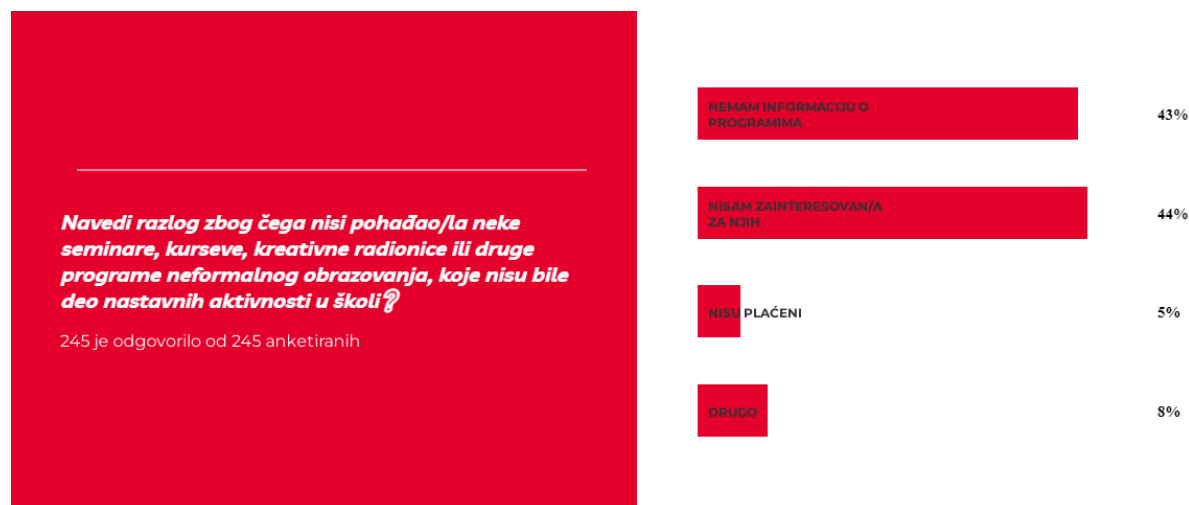 Navedi razlog zbog čega nisi pohađao/la neke
seminare, kurseve, kreativne radionice ili druge
programe neformalnog obrazovanja, koje nisu bile
deo nastavnih aktivnosti u školi?
245 je odgovorilo od 245 anketiranih
NEMAM INFORMACIJU O
PROGRAMIMA
43%
NISAM ZAINTERESOVAN/A
ZA NJIH
44%
NISU PLAĆENI
5%
DRUGO
8%